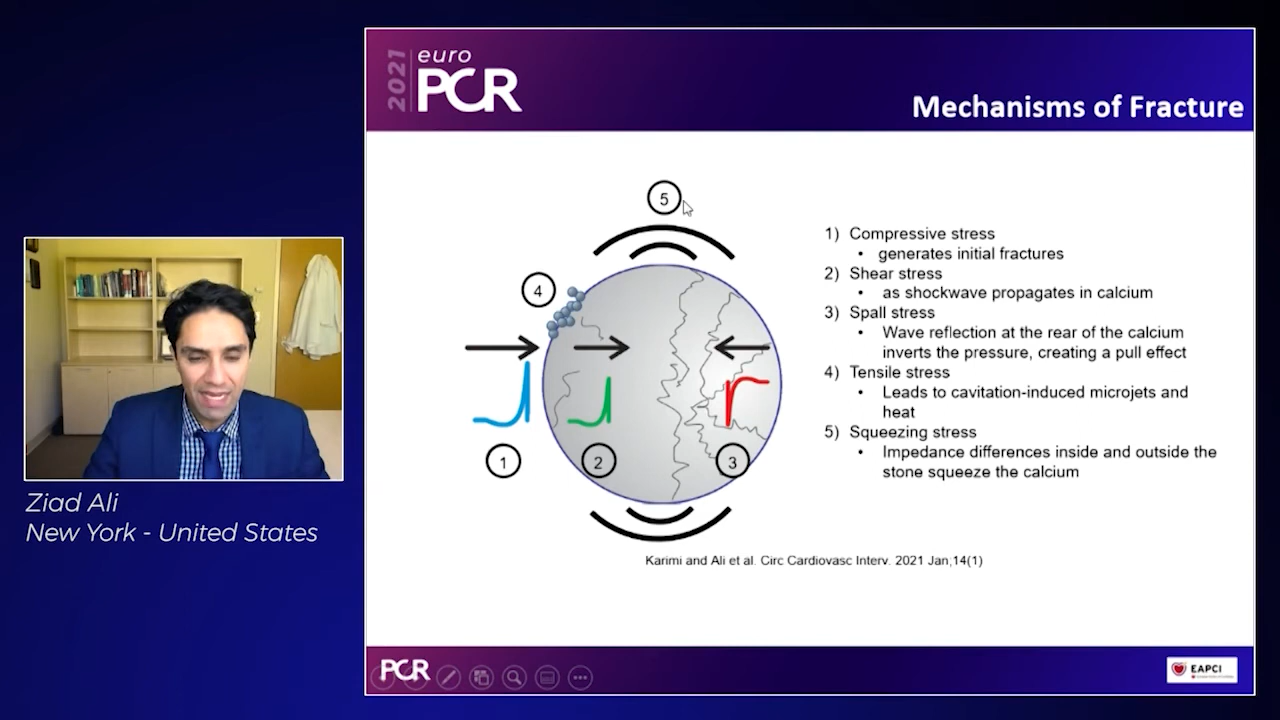 2021
euro
PCR
Mechanisms of Fracture
5
4
1
2
3
1) Compressive stress
• generates initial fractures
2) Shear stress
• as shockwave propagates in calcium
3) Spall stress
• Wave reflection at the rear of the calcium
inverts the pressure, creating a pull effect
4) Tensile stress
• Leads to cavitation-induced microjets and
heat
5) Squeezing stress
• Impedance differences inside and outside the
stone squeeze the calcium
Karimi and Ali et al. Circ Cardiovasc Interv. 2021 Jan;14(1)
Ziad Ali
New York - United States
PCR
EAPCI